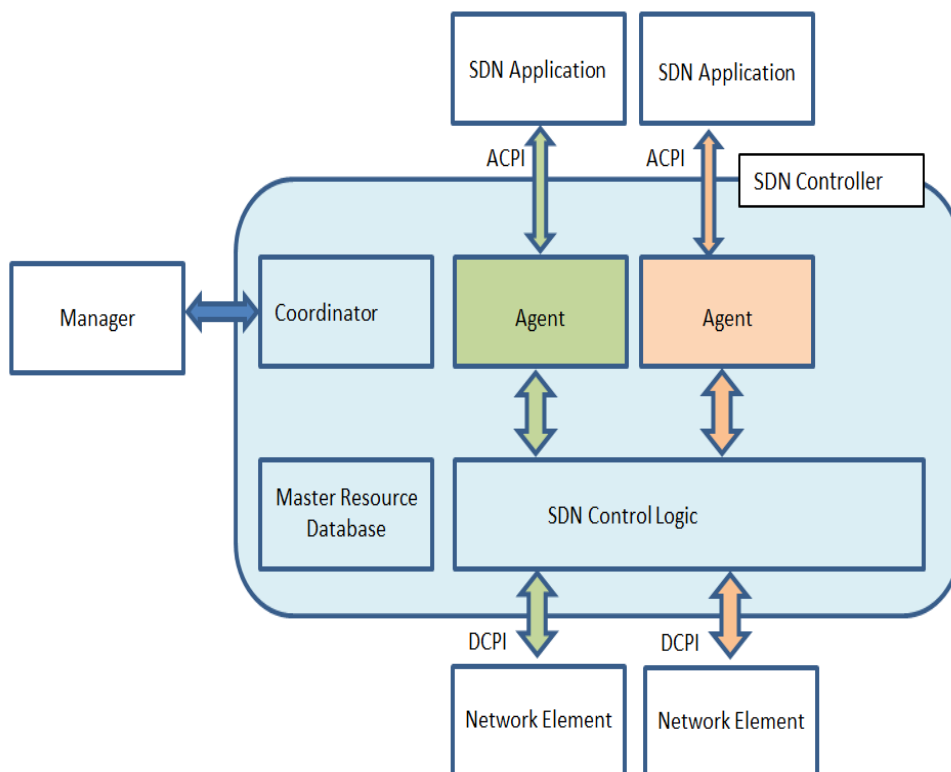 SDN Application
SDN Application
ACPI
ACPI
SDN Controller
Manager
Coordinator
Agent
Agent
Master Resource
Database
SDN Control Logic
DCPI
DCPI
Network Element
Network Element